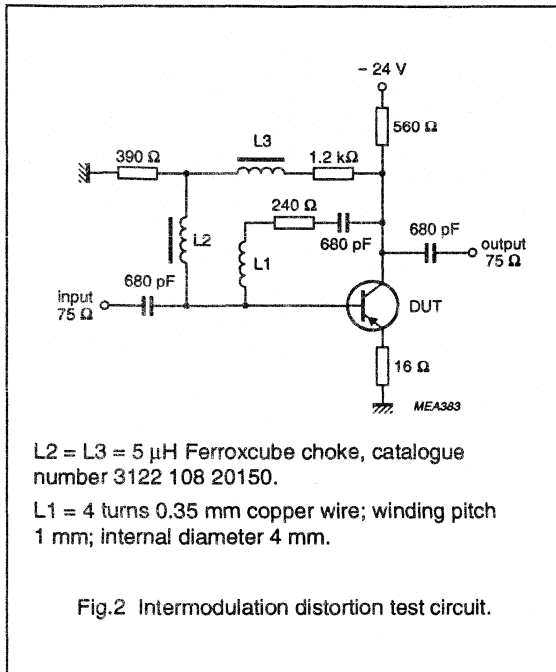 – 24 V
560 Ω
390 Ω
L3
1.2 kΩ
240 Ω
680 pF
680 pF
output
75 Ω
L2
L1
680 pF
input
75 Ω
DUT
16 Ω
MEA383
L2 = L3 = 5 μH Ferroxcube choke, catalogue
number 3122 108 20150.
L1 = 4 turns 0.35 mm copper wire; winding pitch
1 mm; internal diameter 4 mm.
Fig.2 Intermodulation distortion test circuit.